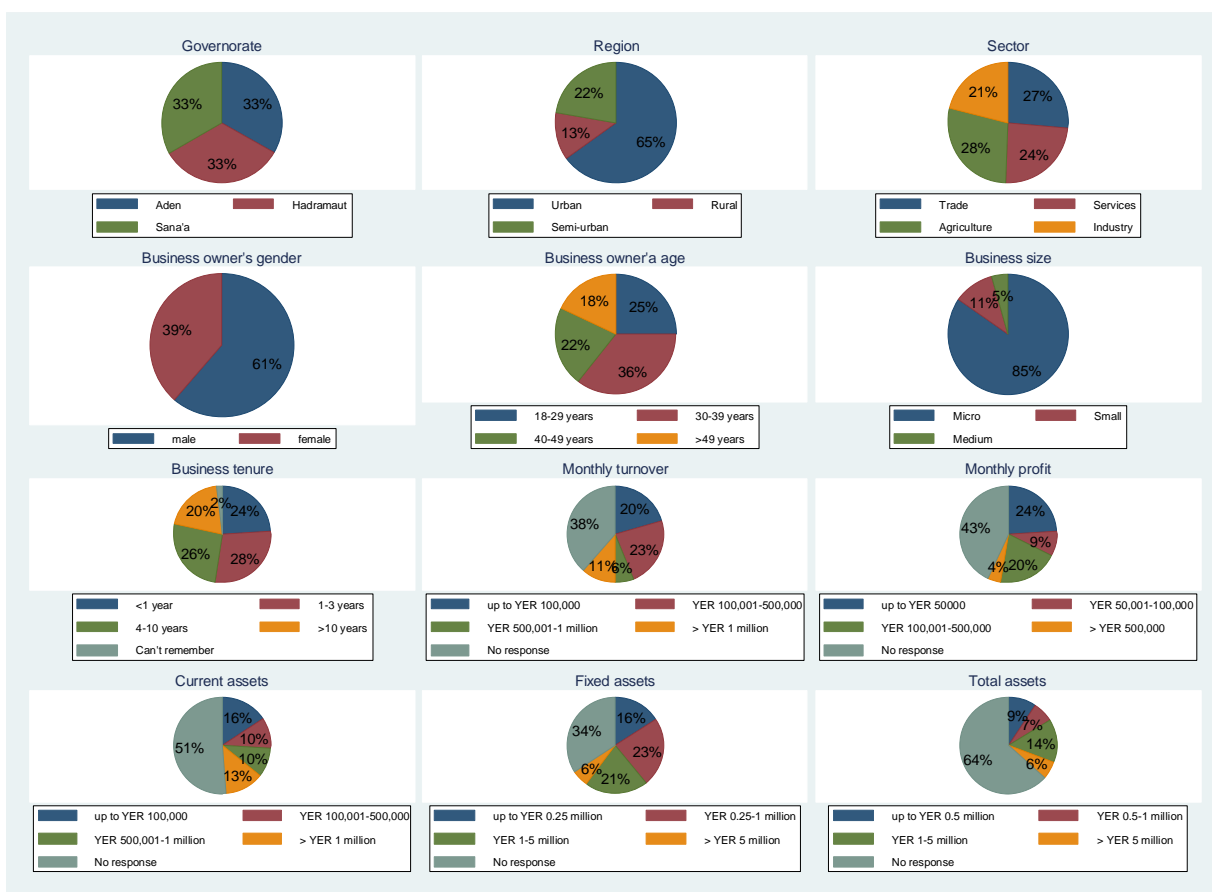 Governorate
33%
33%
33%
Aden
Hadramaut
Sana'a
Region
22%
13%
65%
Urban
Rural
Semi-urban
Sector
21%
27%
28%
24%
Trade
Services
Agriculture
Industry
Business owner's gender
39%
61%
male
female
Business owner'a age
18%
25%
22%
36%
18-29 years
30-39 years
40-49 years
>49 years
Business size
11%
5%
85%
Micro
Small
Medium
Business tenure
20%
2%
24%
26%
28%
<1 year
1-3 years
4-10 years
>10 years
Can't remember
Monthly turnover
38%
20%
23%
11%
6%
up to YER 100,000
YER 100,001-500,000
YER 500,001-1 million
> YER 1 million
No response
Monthly profit
43%
24%
9%
4%
20%
up to YER 50000
YER 50,001-100,000
YER 100,001-500,000
> YER 500,000
No response
Current assets
51%
16%
10%
10%
13%
up to YER 100,000
YER 100,001-500,000
YER 500,001-1 million
> YER 1 million
No response
Fixed assets
34%
16%
23%
6%
21%
up to YER 0.25 million
YER 0.25-1 million
YER 1-5 million
> YER 5 million
No response
Total assets
9%
7%
14%
64%
6%
up to YER 0.5 million
YER 0.5-1 million
YER 1-5 million
> YER 5 million
No response